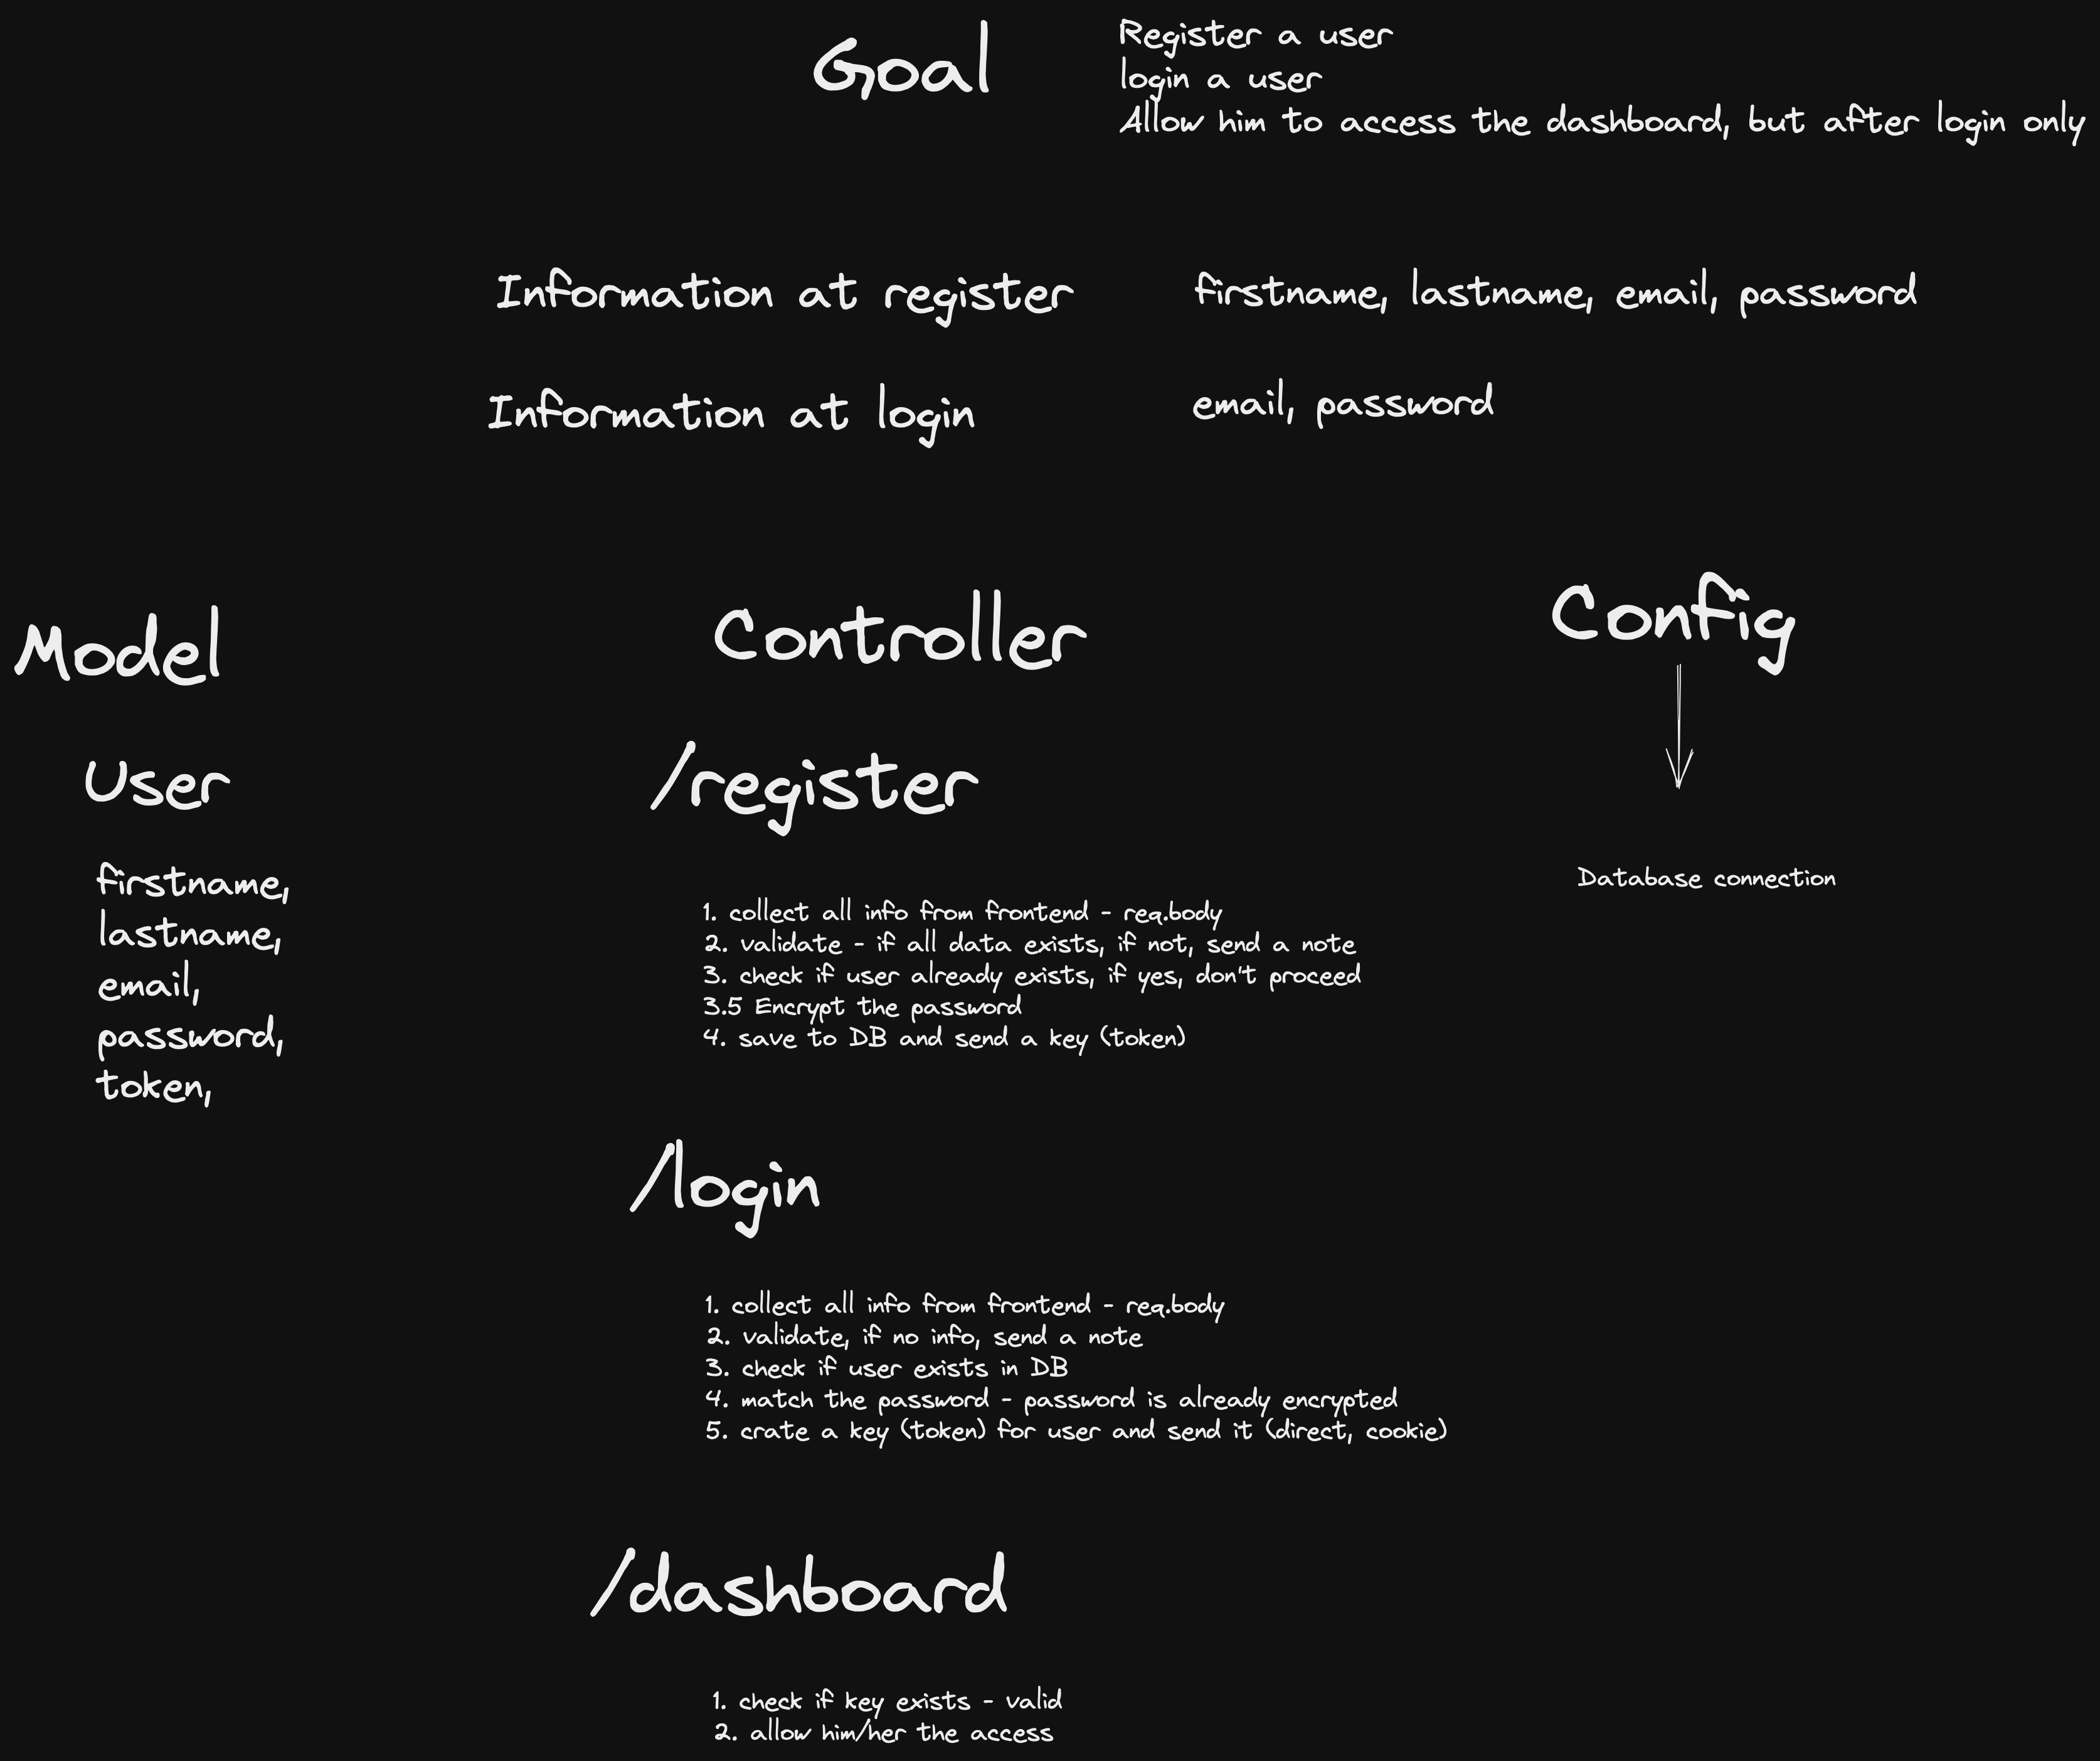 Goal
Register a user
login a user
Allow him to access the dashboard, but after login only
Information at register
firstname, lastname, email, password
Information at login
email, password
Model
User
firstname,
lastname,
email,
password,
token,
Controller
/register
1. collect all info from frontend - req.body
2. validate - if all data exists, if not, send a note
3. check if user already exists, if yes, don't proceed
3.5 Encrypt the password
4. save to DB and send a key (token)
/login
1. collect all info from frontend - req.body
2. validate, if no info, send a note
3. check if user exists in DB
4. match the password - password is already encrypted
5. crate a key (token) for user and send it (direct, cookie)
/dashboard
1. check if key exists - valid
2. allow him/her the access
Config
Database connection